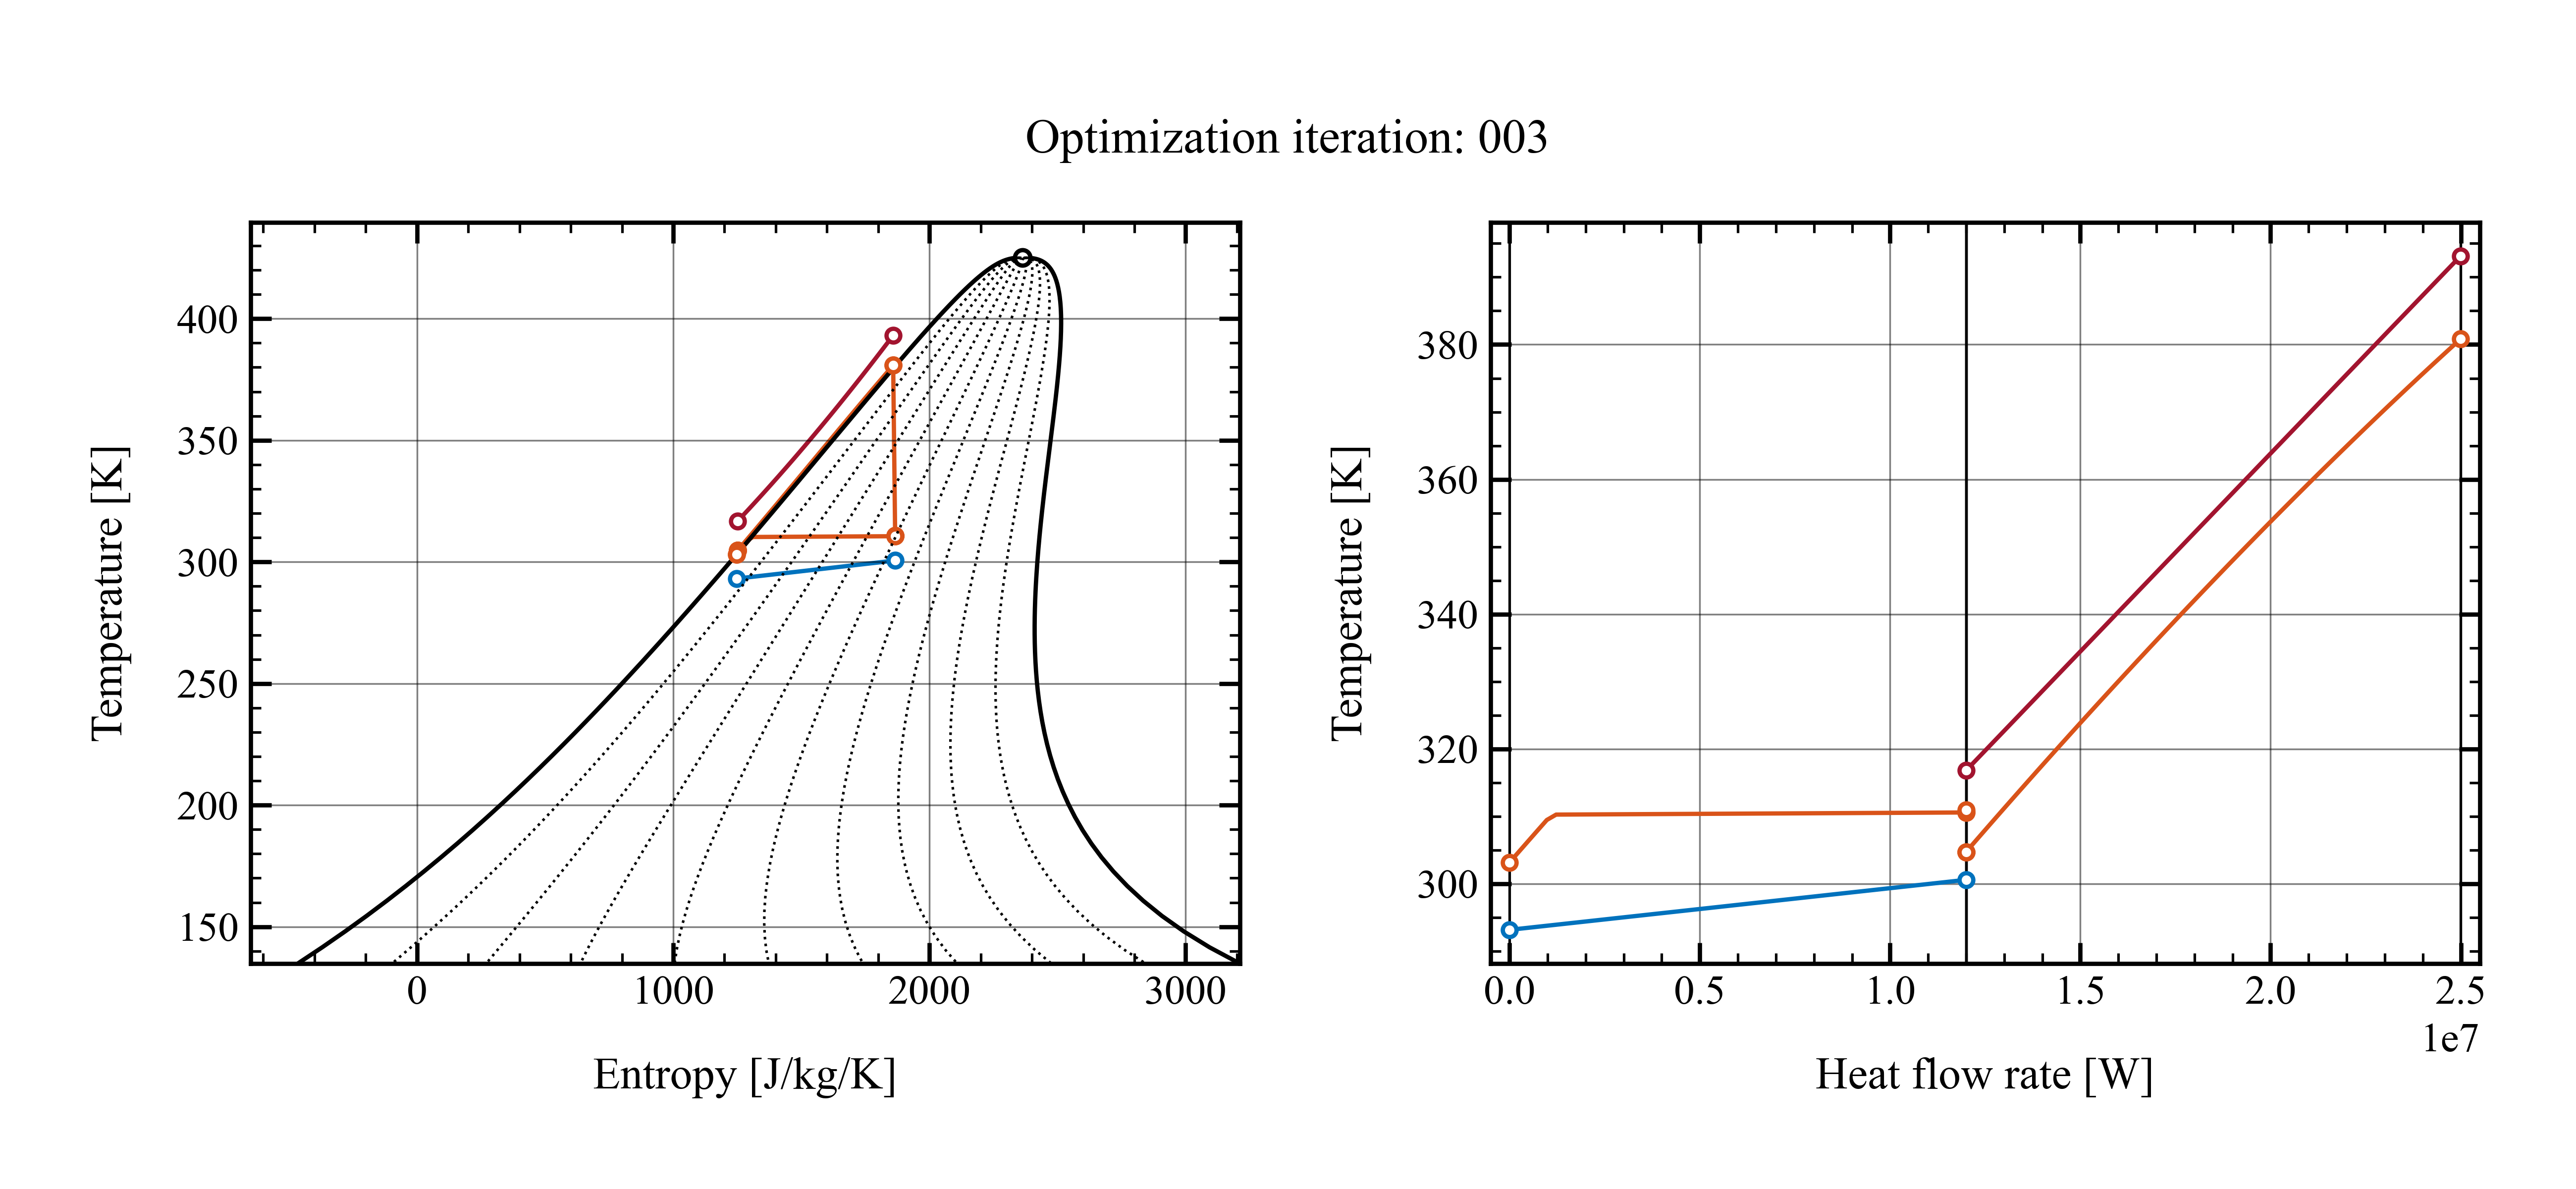 Optimization iteration: 003
Temperature [K]
400
350
300
250
200
150
0 1000 2000 3000
Entropy [J/kg/K]
Temperature [K]
380
360
340
320
300
0.0 0.5 1.0 1.5 2.0 2.5
1e7
Heat flow rate [W]